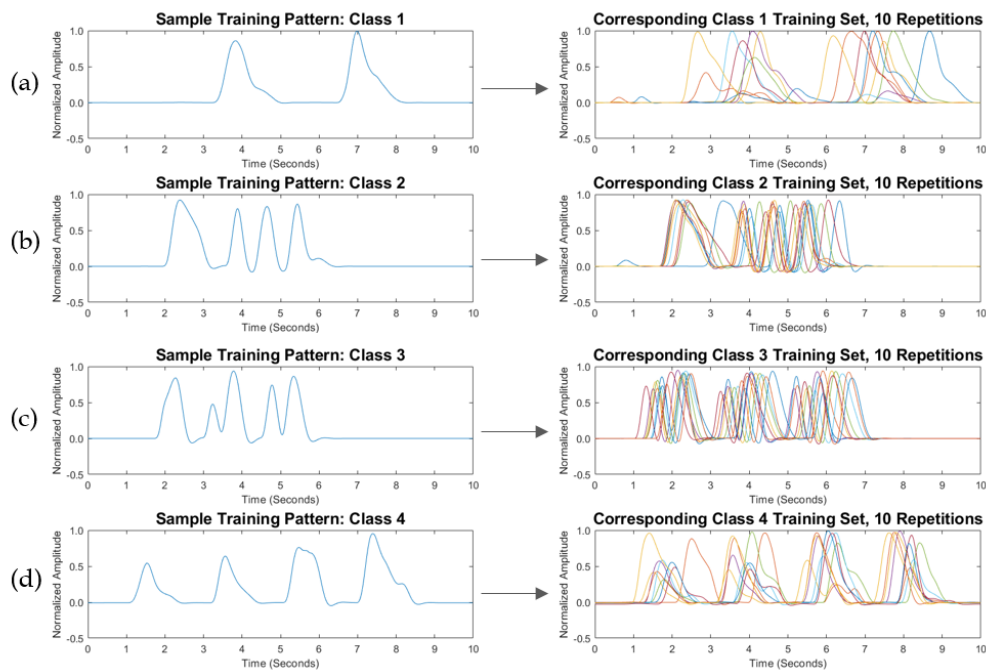 Sample Training Pattern: Class 1
Corresponding Class 1 Training Set, 10 Repetitions
(a)
Normalized Amplitude
1.0
0.5
0.0
-0.5
0 1 2 3 4 5 6 7 8 9 10
Time (Seconds)
Normalized Amplitude
1.0
0.5
0.0
-0.5
0 1 2 3 4 5 6 7 8 9 10
Time (Seconds)
Sample Training Pattern: Class 2
Corresponding Class 2 Training Set, 10 Repetitions
(b)
Normalized Amplitude
1.0
0.5
0.0
-0.5
0 1 2 3 4 5 6 7 8 9 10
Time (Seconds)
Normalized Amplitude
1.0
0.5
0.0
-0.5
0 1 2 3 4 5 6 7 8 9 10
Time (Seconds)
Sample Training Pattern: Class 3
Corresponding Class 3 Training Set, 10 Repetitions
(c)
Normalized Amplitude
1.0
0.5
0.0
-0.5
0 1 2 3 4 5 6 7 8 9 10
Time (Seconds)
Normalized Amplitude
1.0
0.5
0.0
-0.5
0 1 2 3 4 5 6 7 8 9 10
Time (Seconds)
Sample Training Pattern: Class 4
Corresponding Class 4 Training Set, 10 Repetitions
(d)
Normalized Amplitude
1.0
0.5
0.0
-0.5
0 1 2 3 4 5 6 7 8 9 10
Time (Seconds)
Normalized Amplitude
1.0
0.5
0.0
-0.5
0 1 2 3 4 5 6 7 8 9 10
Time (Seconds)